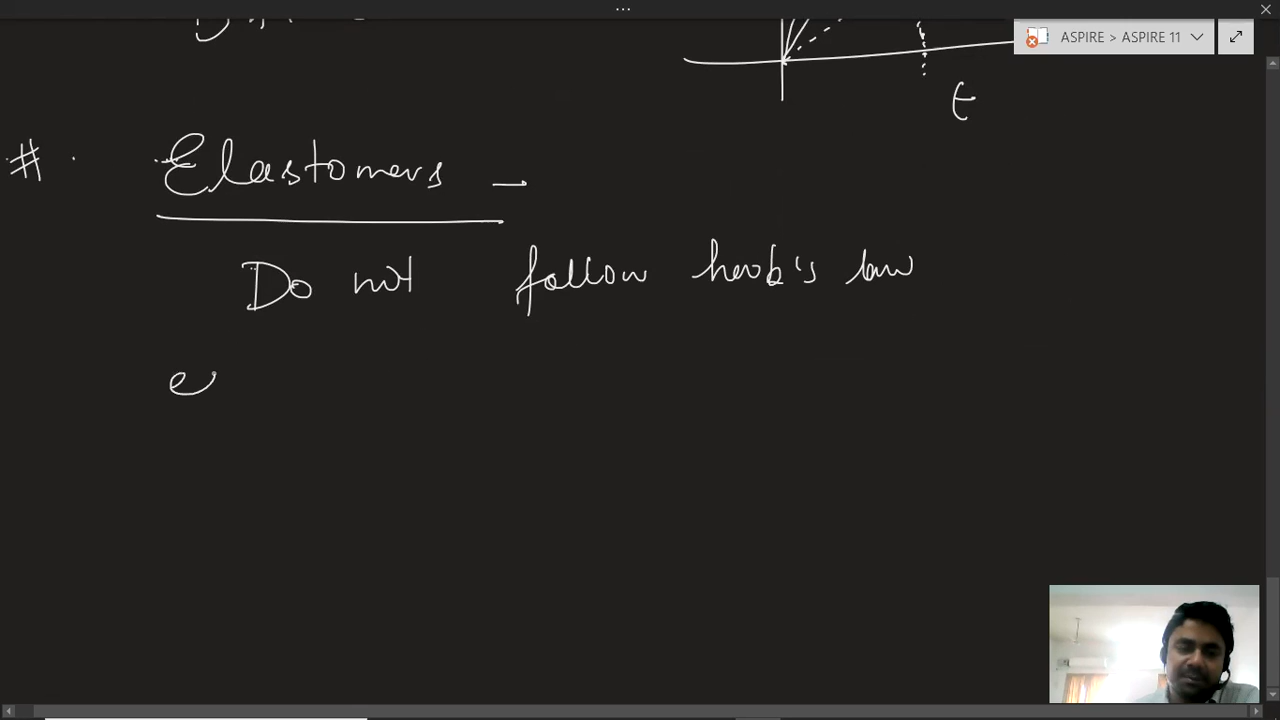 ...
ASPIRE > ASPIRE 11
t
# . Elastomers -
Do not follow hook's law
e